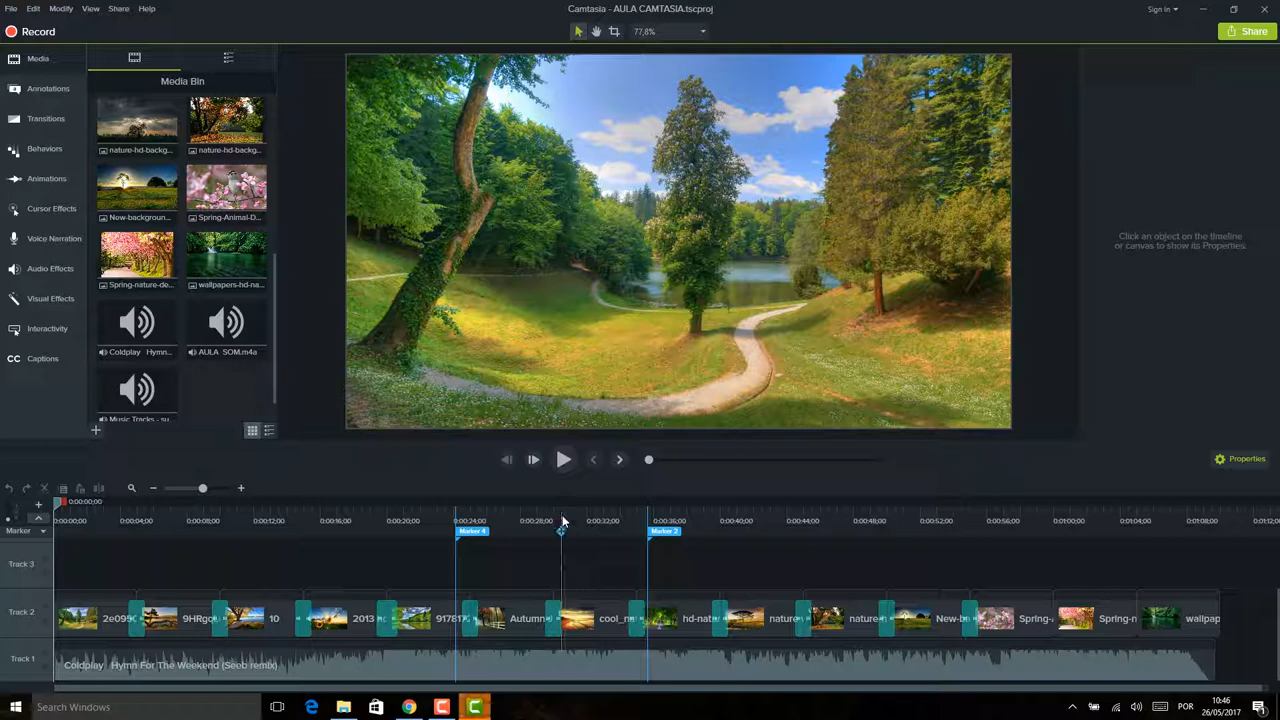 File Edit Modify View Share Help
Camtasia - AULA CAMTASIA.tscproj
Sign in
Record
77,8%
Share
Media
Annotations
Transitions
Behaviors
Animations
Cursor Effects
Voice Narration
Audio Effects
Visual Effects
Interactivity
CC Captions
Media Bin
nature-hd-backg... nature-hd-backg...
New-backgroun... Spring-Animal-D...
Spring-nature-de... wallpapers-hd-na...
Coldplay Hymn... AULA SOM.m4a
Music Tracks - su
Click an object on the timeline
or canvas to show its Properties.
Properties
0:00:00;00
0:00:00;00 0:00:04;00 0:00:08;00 0:00:12;00 0:00:16;00 0:00:20;00 0:00:24;00 0:00:28;00 0:00:32;00 0:00:36;00 0:00:40;00 0:00:44;00 0:00:48;00 0:00:52;00 0:00:56;00 0:01:00;00 0:01:04;00 0:01:08;00 0:01:12;00
Marker Marker 4 Marker 2
Track 3
Track 2 2e099 9HRgc 10 2013 91781 Autumn cool_n hd-natu nature nature-h New-b Spring- Spring-n wallpap
Track 1 Coldplay Hymn For The Weekend (Seeb remix)
Search Windows
POR
10:46
26/05/2017